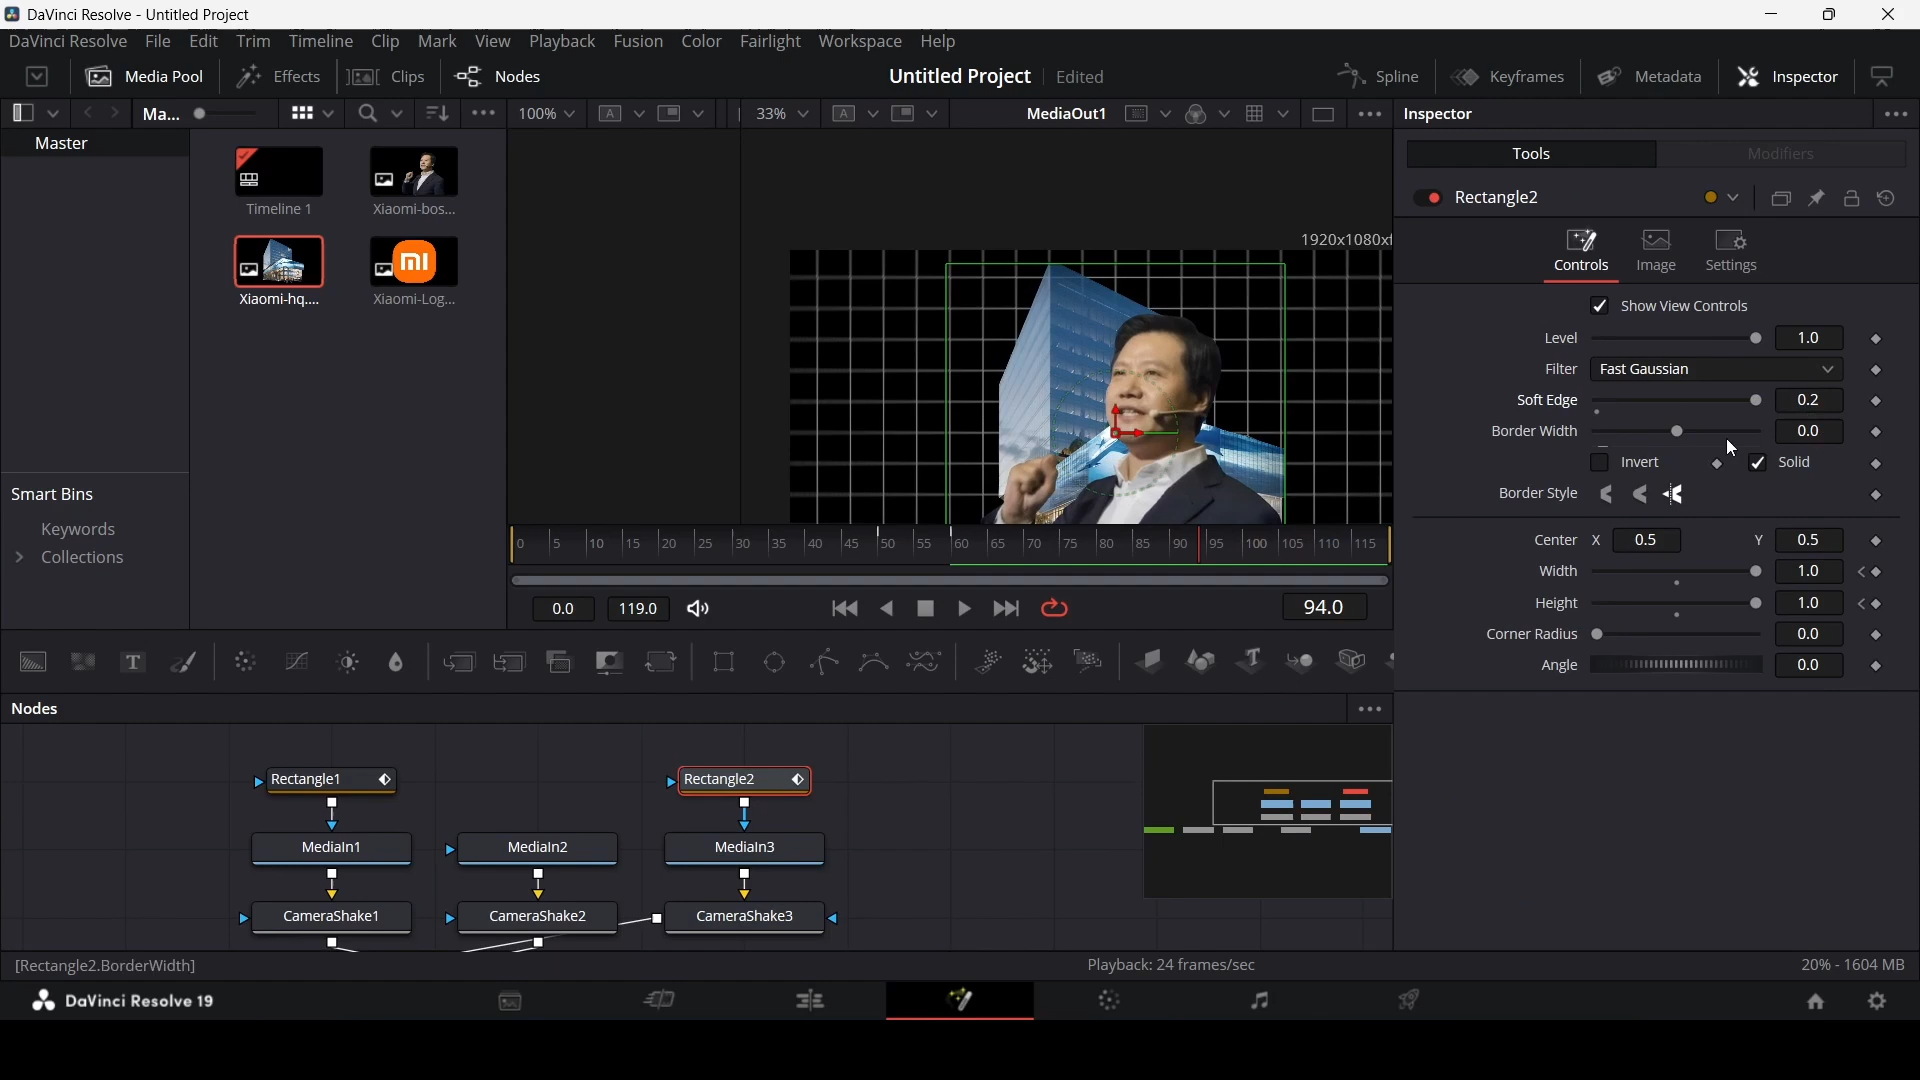 DaVinci Resolve - Untitled Project
DaVinci Resolve File Edit Trim Timeline Clip Mark View Playback Fusion Color Fairlight Workspace Help
Media Pool Effects Clips Nodes Untitled Project Edited Spline Keyframes Metadata Inspector
Ma... 100% A 33% A MediaOut1 Inspector
Master
Timeline 1 Xiaomi-bos...
mi
Xiaomi-hq.... Xiaomi-Log...
Smart Bins
Keywords
Collections
1920x1080xf
0 5 10 15 20 25 30 35 40 45 50 55 60 65 70 75 80 85 90 95 100 105 110 115
0.0 119.0 94.0
Tools Modifiers
Rectangle2
Controls Image Settings
Show View Controls
Level 1.0
Filter Fast Gaussian
Soft Edge 0.2
Border Width 0.0
Invert Solid
Border Style
Center X 0.5 Y 0.5
Width 1.0
Height 1.0
Corner Radius 0.0
Angle 0.0
T T
Nodes
Rectangle1 Rectangle2
MediaIn1 MediaIn2 MediaIn3
CameraShake1 CameraShake2 CameraShake3
[Rectangle2.BorderWidth] Playback: 24 frames/sec 20% - 1604 MB
DaVinci Resolve 19